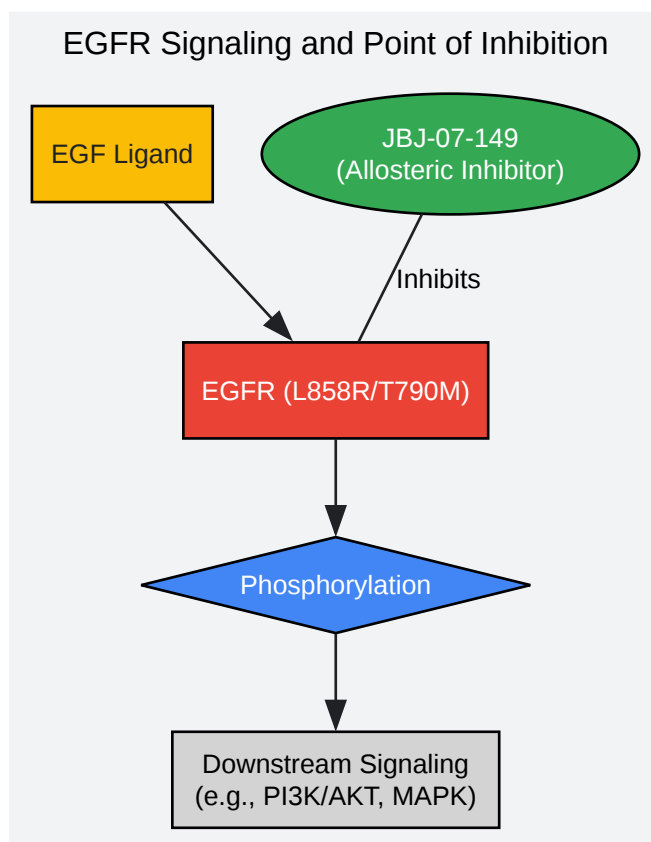 EGFR Signaling and Point of Inhibition
EGF Ligand
JBJ-07-149
(Allosteric Inhibitor)
Inhibits
EGFR (L858R/T790M)
Phosphorylation
Downstream Signaling
(e.g., PI3K/AKT, MAPK)